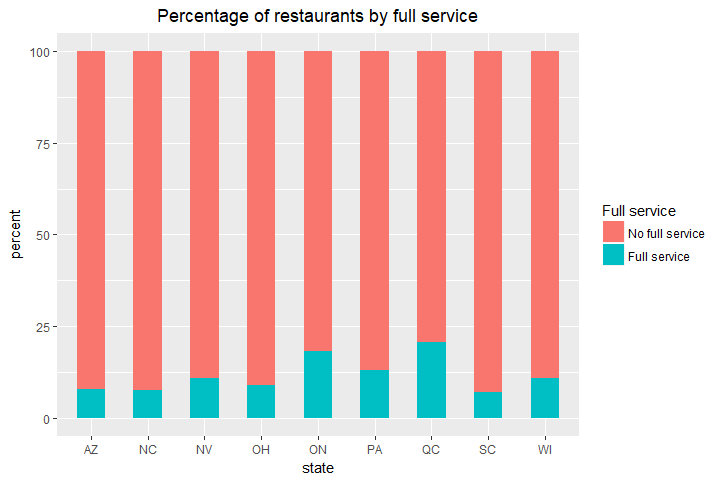 Percentage of restaurants by full service
percent
100
75
50
25
0
AZ NC NV OH ON PA QC SC WI
state
Full service
No full service
Full service